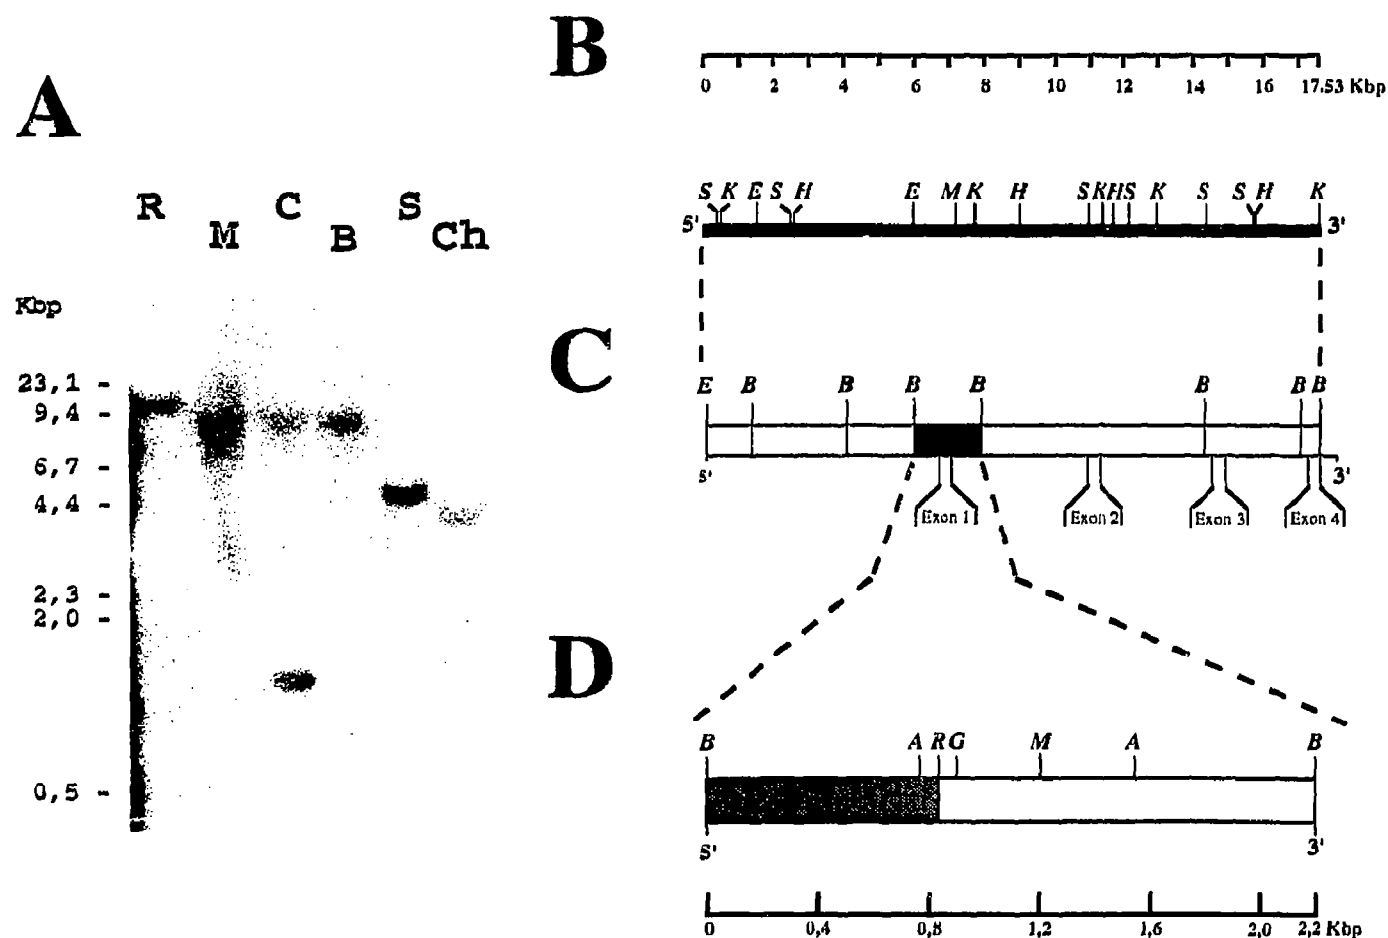 A
R M C B S Ch
Kbp
23,1 -
9,4 -
6,7 -
4,4 -
2,3 -
2,0 -
0,5 -
B
0 2 4 6 8 10 12 14 16 17.53 Kbp
S K E S H E M K H S K H S K S S H K
5' 3'
C
E B B B B B B B
5' 3'
Exon 1 Exon 2 Exon 3 Exon 4
D
B A R G M A B
5' 3'
0 0,4 0,8 1,2 1,6 2,0 2,2 Kbp